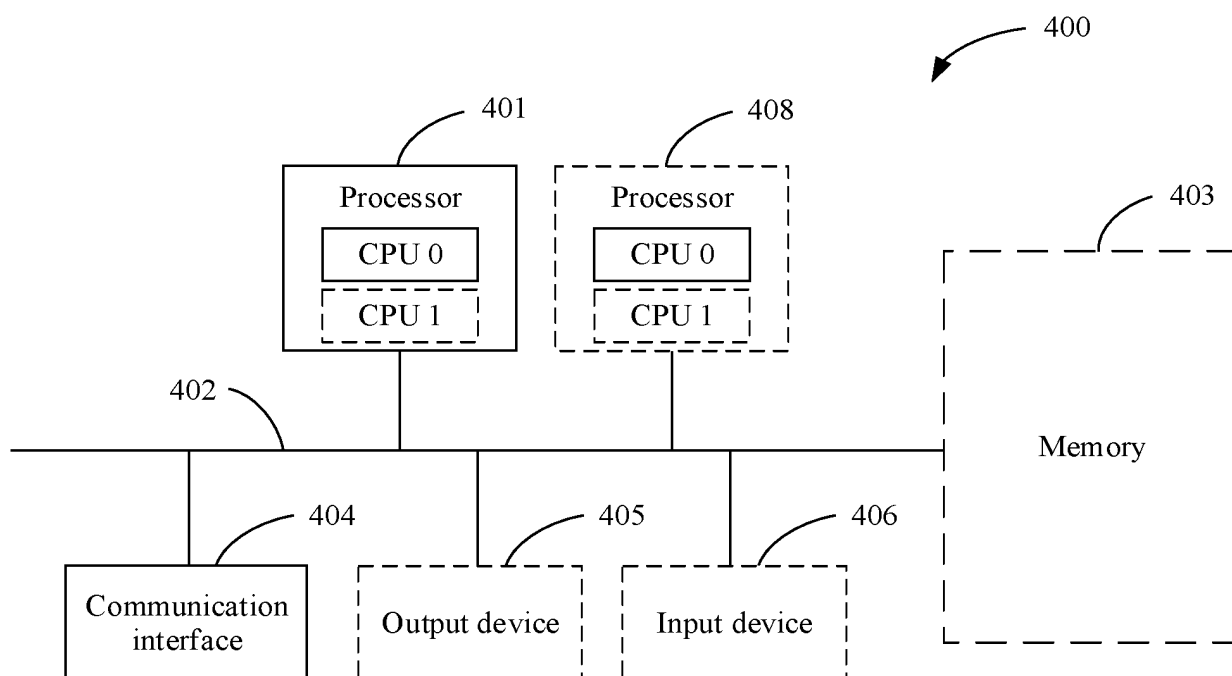 400
401
408
Processor
CPU 0
CPU 1
Processor
CPU 0
CPU 1
403
402
Memory
404
405
406
Communication
interface
Output device
Input device